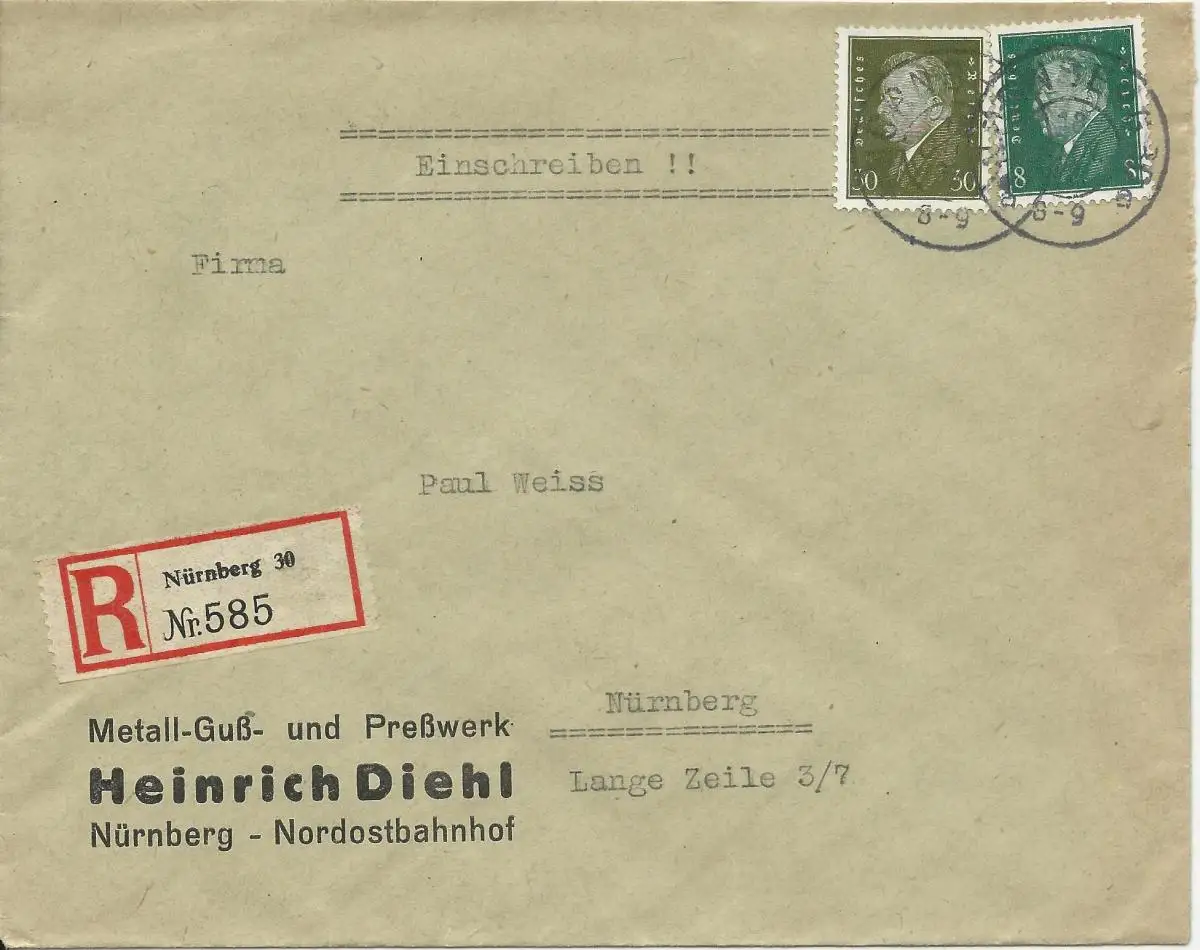 Deutsches Reich
30 30
Deutsches Reich
8 8
8-9
8-9
==============================
Einschreiben !!
==============================
Firma
Paul Weiss
R
Nürnberg 30
Nr. 585
Metall-Guß- und Preßwerk
Heinrich Diehl
Nürnberg - Nordostbahnhof
Nürnberg
==============
Lange Zeile 3/7